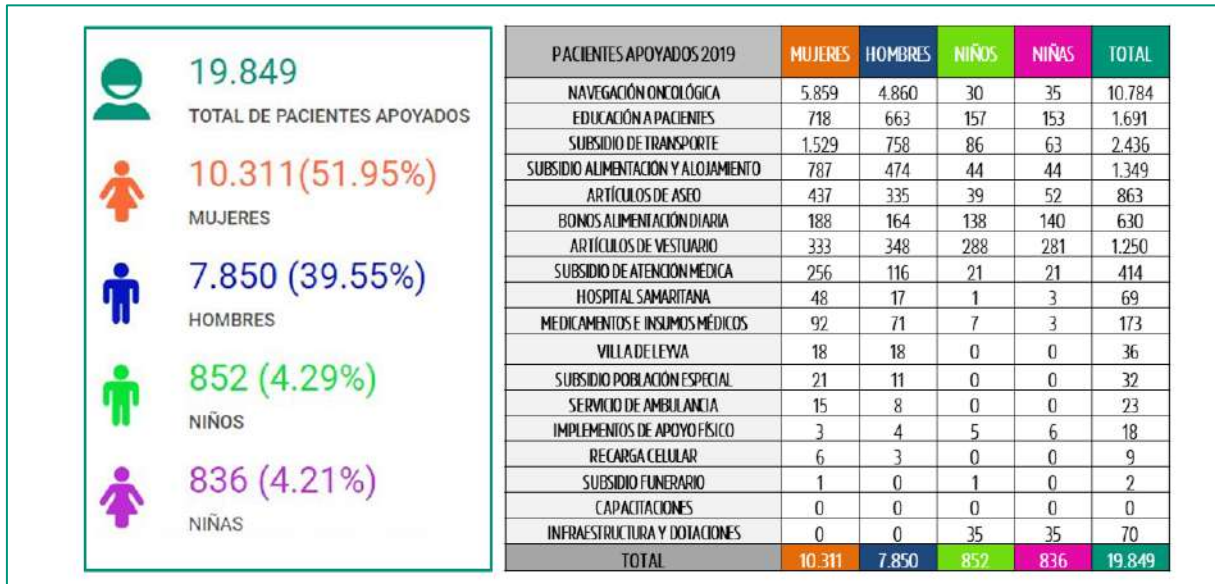 19.849
TOTAL DE PACIENTES APOYADOS
10.311(51.95%)
MUJERES
7.850 (39.55%)
HOMBRES
852 (4.29%)
NIÑOS
836 (4.21%)
NIÑAS
PACIENTES APOYADOS 2019 MUJERES HOMBRES NIÑOS NIÑAS TOTAL
NAVEGACIÓN ONCOLÓGICA 5.859 4.860 30 35 10.784
EDUCACIÓN A PACIENTES 718 663 157 153 1.691
SUBSIDIO DE TRANSPORTE 1.529 758 86 63 2.436
SUBSIDIO ALIMENTACIÓN Y ALOJAMIENTO 787 474 44 44 1.349
ARTÍCULOS DE ASEO 437 335 39 52 863
BONOS ALIMENTACIÓN DIARIA 188 164 138 140 630
ARTÍCULOS DE VESTUARIO 333 348 288 281 1.250
SUBSIDIO DE ATENCIÓN MÉDICA 256 116 21 21 414
HOSPITAL SAMARITANA 48 17 1 3 69
MEDICAMENTOS E INSUMOS MÉDICOS 92 71 7 3 173
VILLA DE LEYVA 18 18 0 0 36
SUBSIDIO POBLACIÓN ESPECIAL 21 11 0 0 32
SERVICIO DE AMBULANCIA 15 8 0 0 23
IMPLEMENTOS DE APOYO FÍSICO 3 4 5 6 18
RECARGA CELULAR 6 3 0 0 9
SUBSIDIO FUNERARIO 1 0 1 0 2
CAPACITACIONES 0 0 0 0 0
INFRAESTRUCTURA Y DOTACIONES 0 0 35 35 70
TOTAL 10.311 7.850 852 836 19.849